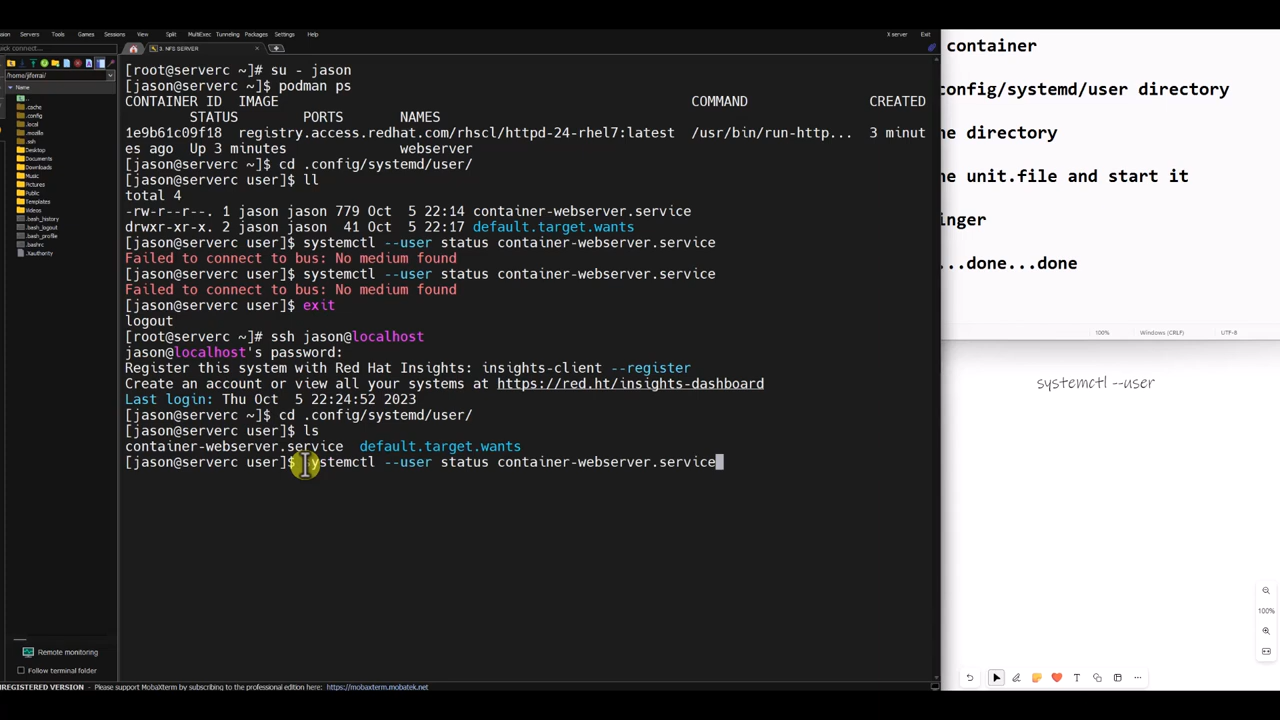 Servers Tools Games Sessions View Split MultiExec Tunneling Packages Settings Help X server Exit
3. NFS SERVER
/home/jferrai/
Name
..
.cache
.config
.local
.mozilla
.ssh
Desktop
Documents
Downloads
Music
Pictures
Public
Templates
Videos
.bash_history
.bash_logout
.bash_profile
.bashrc
.Xauthority
Remote monitoring
Follow terminal folder
[root@serverc ~]# su - jason
[jason@serverc ~]$ podman ps
CONTAINER ID  IMAGE                                                    COMMAND               CREATED
        STATUS        PORTS         NAMES
1e9b61c09f18  registry.access.redhat.com/rhscl/httpd-24-rhel7:latest  /usr/bin/run-http...  3 minut
es ago  Up 3 minutes                webserver
[jason@serverc ~]$ cd .config/systemd/user/
[jason@serverc user]$ ll
total 4
-rw-r--r--. 1 jason jason 779 Oct  5 22:14 container-webserver.service
drwxr-xr-x. 2 jason jason  41 Oct  5 22:17 default.target.wants
[jason@serverc user]$ systemctl --user status container-webserver.service
Failed to connect to bus: No medium found
[jason@serverc user]$ systemctl --user status container-webserver.service
Failed to connect to bus: No medium found
[jason@serverc user]$ exit
logout
[root@serverc ~]# ssh jason@localhost
jason@localhost's password:
Register this system with Red Hat Insights: insights-client --register
Create an account or view all your systems at https://red.ht/insights-dashboard
Last login: Thu Oct  5 22:24:52 2023
[jason@serverc ~]$ cd .config/systemd/user/
[jason@serverc user]$ ls
container-webserver.service  default.target.wants
[jason@serverc user]$ systemctl --user status container-webserver.service
NREGISTERED VERSION - Please support MobaXterm by subscribing to the professional edition here: https://mobaxterm.mobatek.net
container
onfig/systemd/user directory
he directory
he unit.file and start it
inger
...done...done
100% Windows (CRLF) UTF-8
systemctl --user
100%